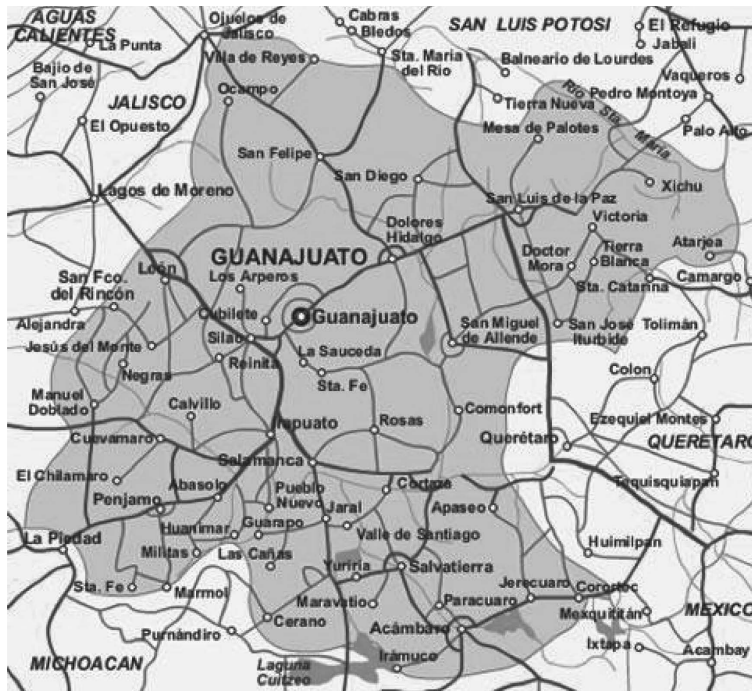 AGUAS
CALIENTES
Ojuelos de
Jalisco
Cabras
Bledos
SAN LUIS POTOSI
El Refugio
Jabali
La Punta
Villa de Reyes
Sta. Maria
del Rio
Balneario de Lourdes
Vaqueros
Bajio de
San José
JALISCO
Ocampo
Tierra Nueva
Pedro Montoya
Rio Sta. Maria
El Opuesto
Mesa de Palotes
Palo Alto
San Felipe
San Diego
Xichu
Lagos de Moreno
San Luis de la Paz
Victoria
Dolores
Hidalgo
GUANAJUATO
Doctor
Mora
Tierra
Blanca
Atarjea
León
Los Arperos
San Fco.
del Rincón
Sta. Catarina
Camargo
Cubilete
Guanajuato
Alejandra
San Miguel
de Allende
San José
Iturbide
Tolimán
Silao
Jesús del Monte
Reinita
La Sauceda
Negras
Sta. Fe
Colon
Manuel
Doblado
Calvillo
Comonfort
Ezequiel Montes
Irapuato
Rosas
Cuevamaro
Querétaro
QUERETARO
Salamanca
El Chilamaro
Abasolo
Pueblo
Nuevo
Cortaza
Tequisquiapan
Penjamo
Jaral
Apaseo
Huanimar
Guarapo
Valle de Santiago
La Piedad
Militas
Las Cañas
Huimilpan
Yuriria
Salvatierra
Sta. Fe
Marmol
Jerecuaro
Maravatio
Paracuaro
Mexquititán
MEXICO
Cerano
Purnándiro
Acámbaro
Ixtapa
Acambay
MICHOACAN
Laguna
Cuitzeo
Irámuco